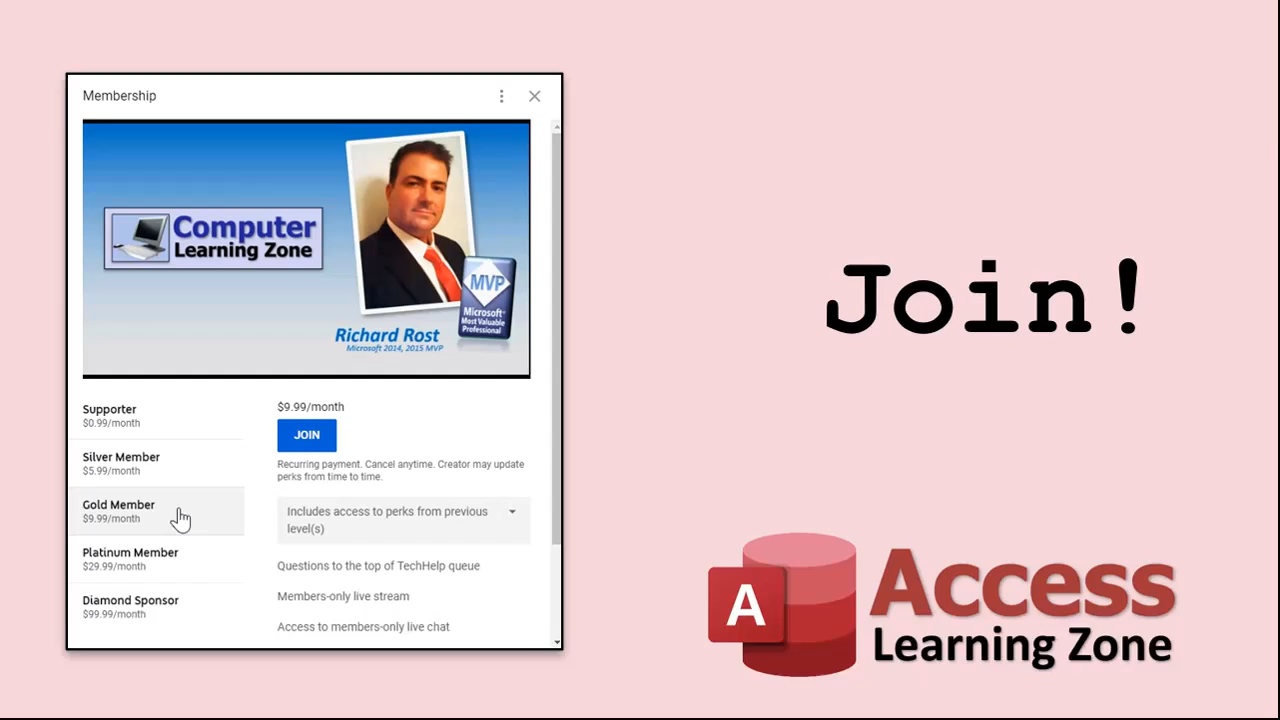 Membership
Computer
Learning Zone
MVP
Microsoft®
Most Valuable
Professional
Richard Rost
Microsoft 2014, 2015 MVP
Supporter
$0.99/month
Silver Member
$5.99/month
Gold Member
$9.99/month
Platinum Member
$29.99/month
Diamond Sponsor
$99.99/month
$9.99/month
JOIN
Recurring payment. Cancel anytime. Creator may update
perks from time to time.
Includes access to perks from previous
level(s)
Questions to the top of TechHelp queue
Members-only live stream
Access to members-only live chat
Join!
A
Access
Learning Zone